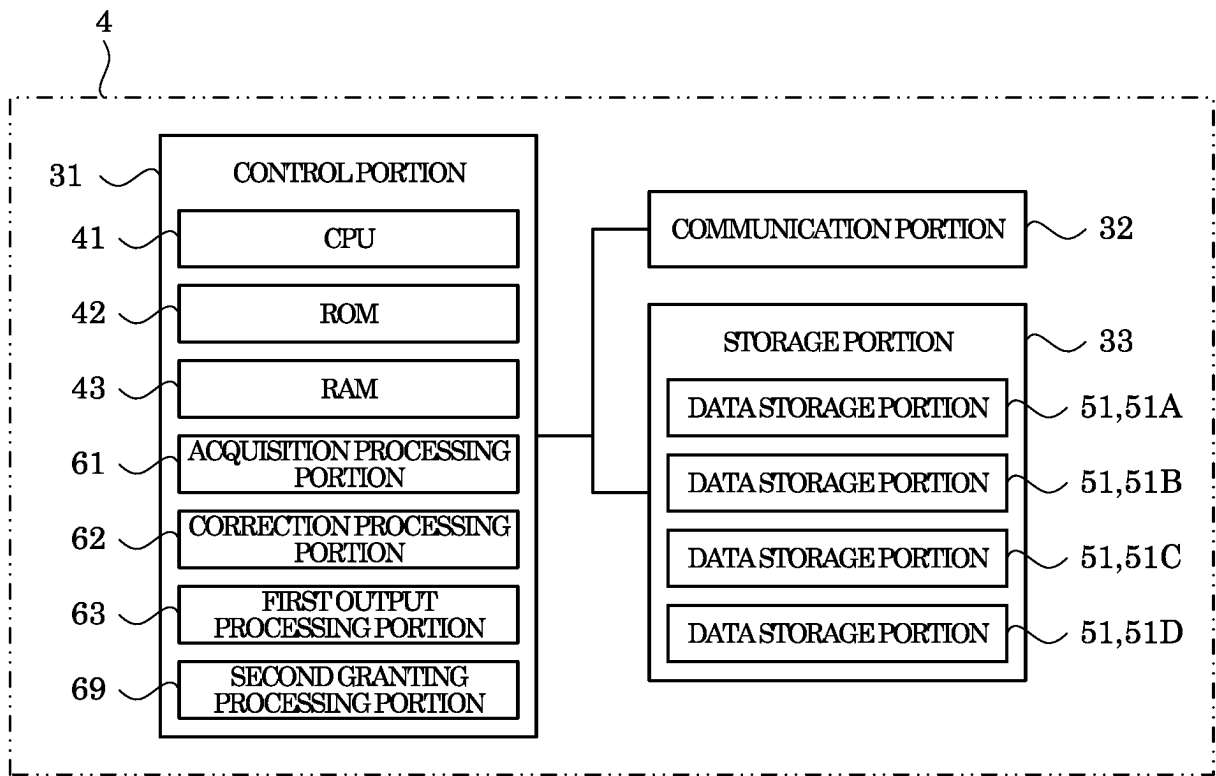 4
31
CONTROL PORTION
41
CPU
42
ROM
43
RAM
61
ACQUISITION PROCESSING
PORTION
62
CORRECTION PROCESSING
PORTION
63
FIRST OUTPUT
PROCESSING PORTION
69
SECOND GRANTING
PROCESSING PORTION
COMMUNICATION PORTION
32
STORAGE PORTION
33
DATA STORAGE PORTION
51,51A
DATA STORAGE PORTION
51,51B
DATA STORAGE PORTION
51,51C
DATA STORAGE PORTION
51,51D